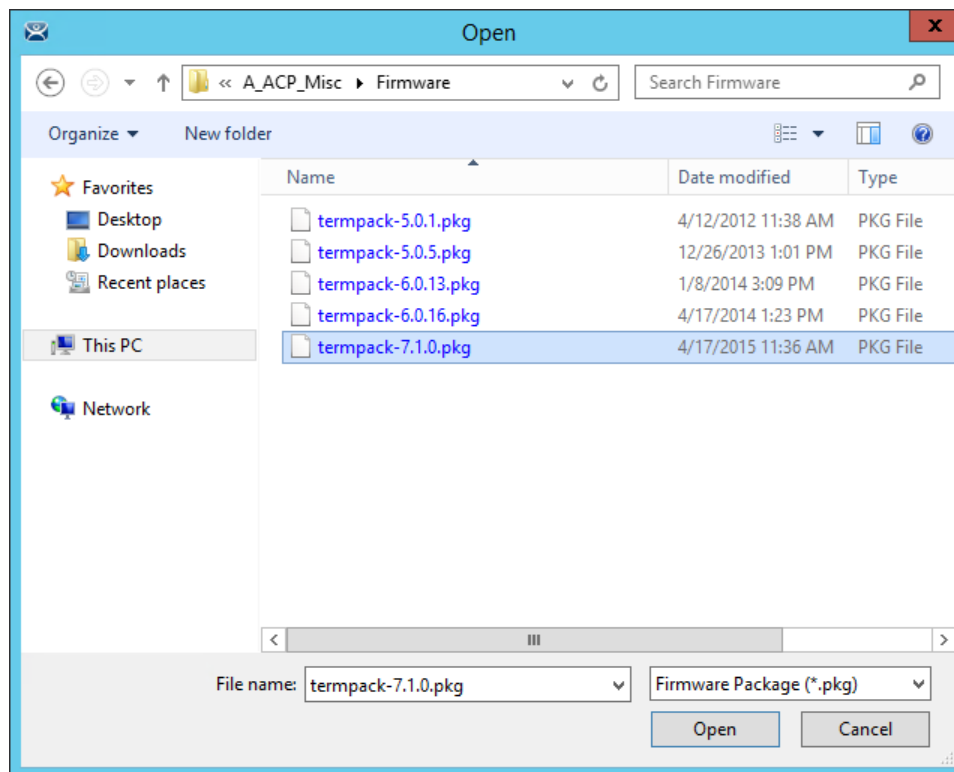 Open
X
« A_ACP_Misc Firmware
Search Firmware
Organize New folder
Name Date modified Type
Favorites
Desktop
Downloads
Recent places
This PC
Network
termpack-5.0.1.pkg 4/12/2012 11:38 AM PKG File
termpack-5.0.5.pkg 12/26/2013 1:01 PM PKG File
termpack-6.0.13.pkg 1/8/2014 3:09 PM PKG File
termpack-6.0.16.pkg 4/17/2014 1:23 PM PKG File
termpack-7.1.0.pkg 4/17/2015 11:36 AM PKG File
File name: termpack-7.1.0.pkg Firmware Package (*.pkg)
Open Cancel